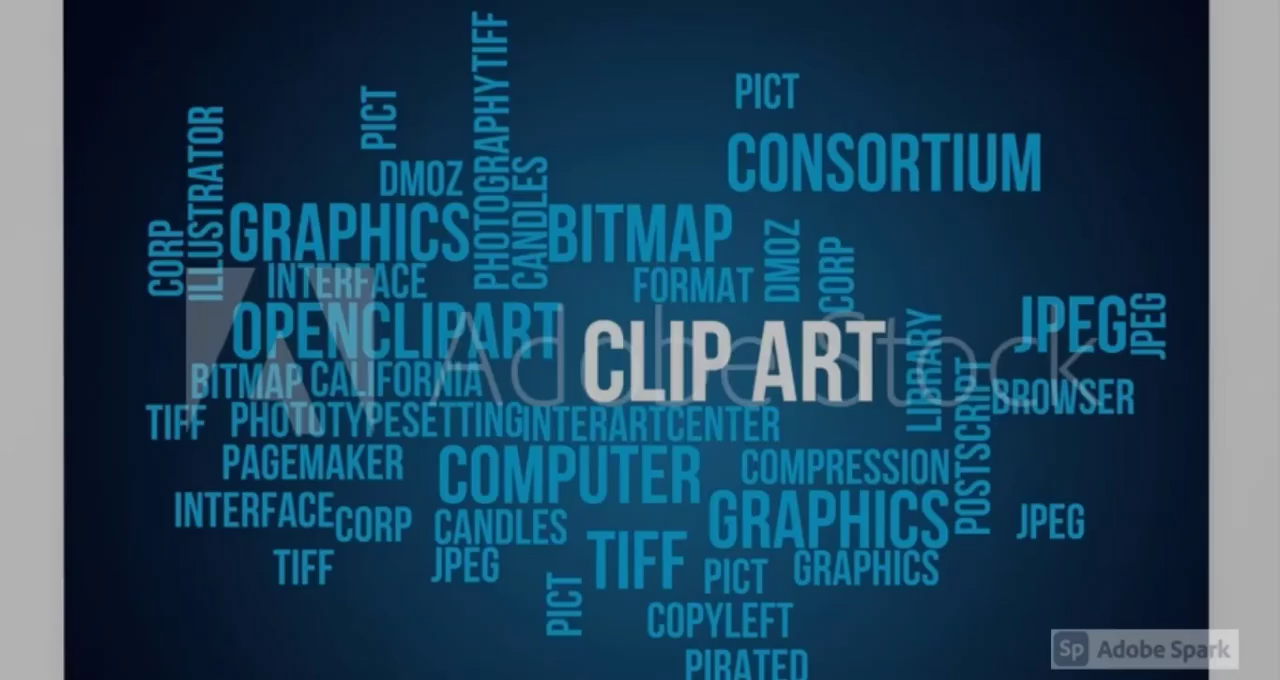 TIFF
PHOTOGRAPHY
PICT
PICT
ILLUSTRATOR
CONSORTIUM
DMOZ
CANDLES
GRAPHICS
BITMAP
CORP
DMOZ
CORP
INTERFACE
FORMAT
OPENCLIPART
CLIP ART
JPEG
JPEG
Adobe Stock
LIBRARY
BITMAP
CALIFORNIA
BROWSER
TIFF
PHOTOTYPESETTING
INTERARTCENTER
POSTSCRIPT
PAGEMAKER
COMPUTER
COMPRESSION
INTERFACE
CORP
CANDLES
GRAPHICS
JPEG
TIFF
JPEG
TIFF
PICT
GRAPHICS
PICT
COPYLEFT
PIRATED
Sp Adobe Spark